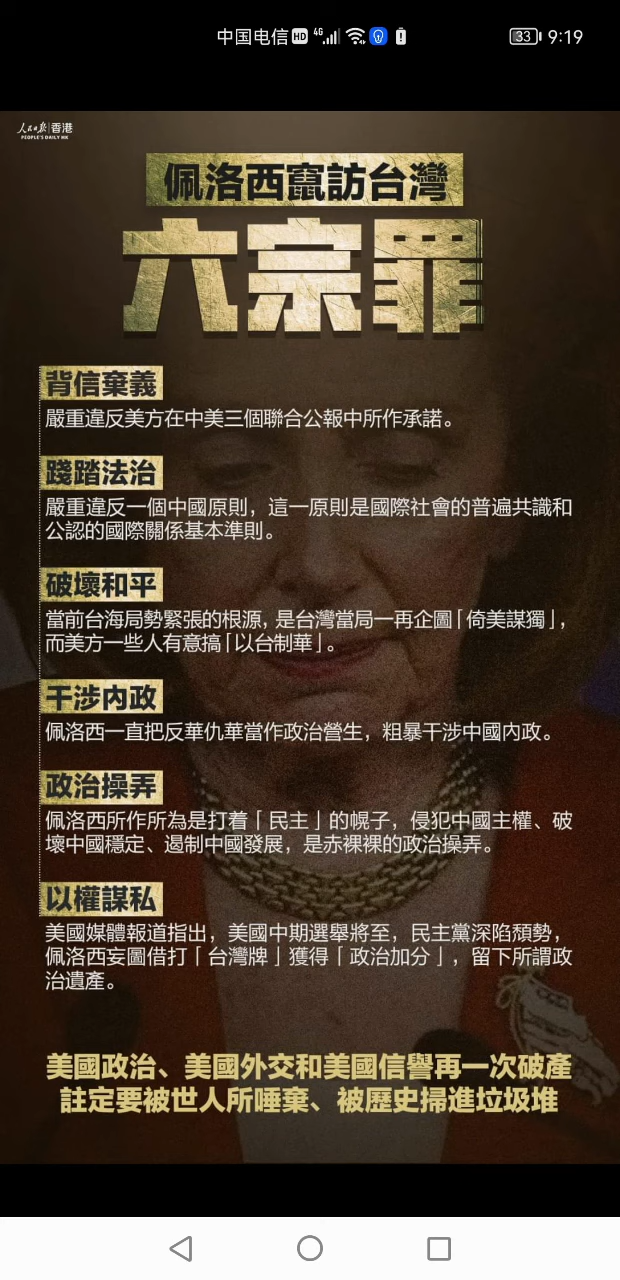 中国电信 HD 4G 33 9:19
人民日报 香港
PEOPLE'S DAILY HK
佩洛西竄訪台灣
六宗罪
背信棄義
嚴重違反美方在中美三個聯合公報中所作承諾。
踐踏法治
嚴重違反一個中國原則，這一原則是國際社會的普遍共識和
公認的國際關係基本準則。
破壞和平
當前台海局勢緊張的根源，是台灣當局一再企圖「倚美謀獨」，
而美方一些人有意搞「以台制華」。
干涉內政
佩洛西一直把反華仇華當作政治營生，粗暴干涉中國內政。
政治操弄
佩洛西所作所為是打着「民主」的幌子，侵犯中國主權、破
壞中國穩定、遏制中國發展，是赤裸裸的政治操弄。
以權謀私
美國媒體報道指出，美國中期選舉將至，民主黨深陷頹勢，
佩洛西妄圖借打「台灣牌」獲得「政治加分」，留下所謂政
治遺產。
美國政治、美國外交和美國信譽再一次破產
註定要被世人所唾棄、被歷史掃進垃圾堆